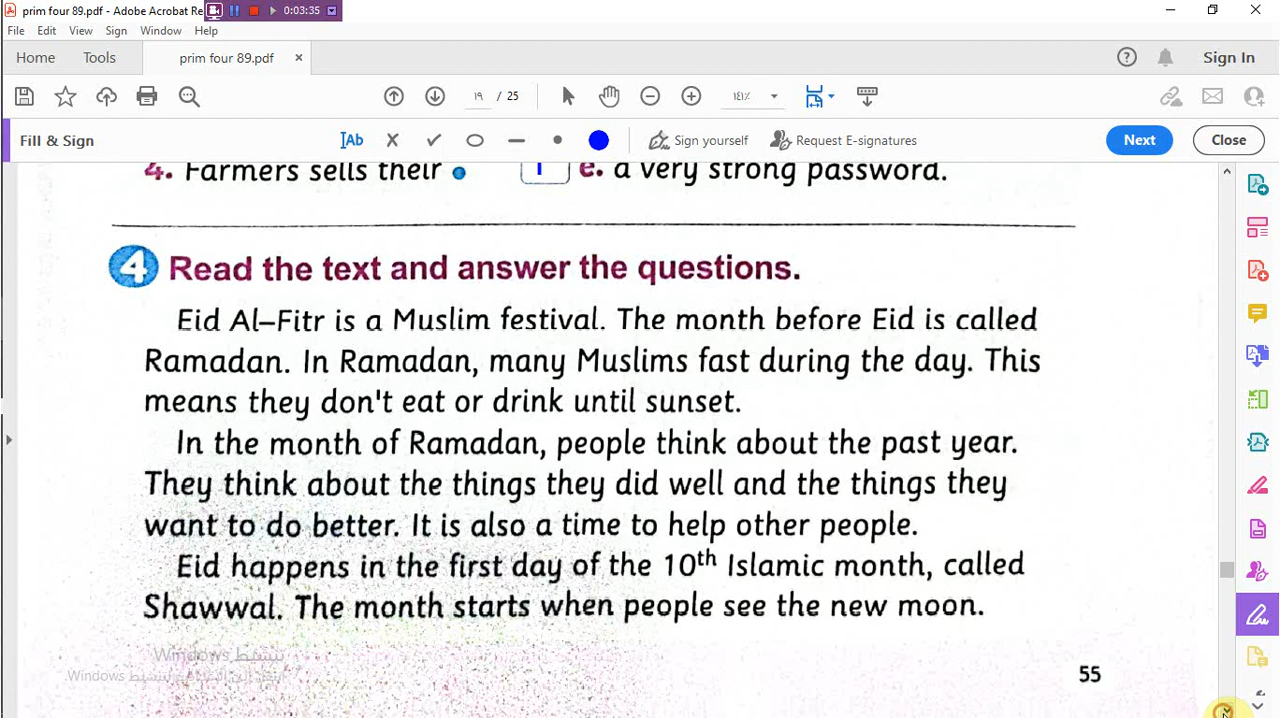 prim four 89.pdf - Adobe Acrobat Re
0:03:35
File Edit View Sign Window Help
Home Tools prim four 89.pdf × Sign In
١٩ / 25 ١٤١٪
Fill & Sign Ab Sign yourself Request E-signatures Next Close
4. Farmers sells their e. a very strong password.
4 Read the text and answer the questions.
Eid Al-Fitr is a Muslim festival. The month before Eid is called
Ramadan. In Ramadan, many Muslims fast during the day. This
means they don't eat or drink until sunset.
In the month of Ramadan, people think about the past year.
They think about the things they did well and the things they
want to do better. It is also a time to help other people.
Eid happens in the first day of the 10th Islamic month, called
Shawwal. The month starts when people see the new moon.
تنشيط Windows
Windows
55